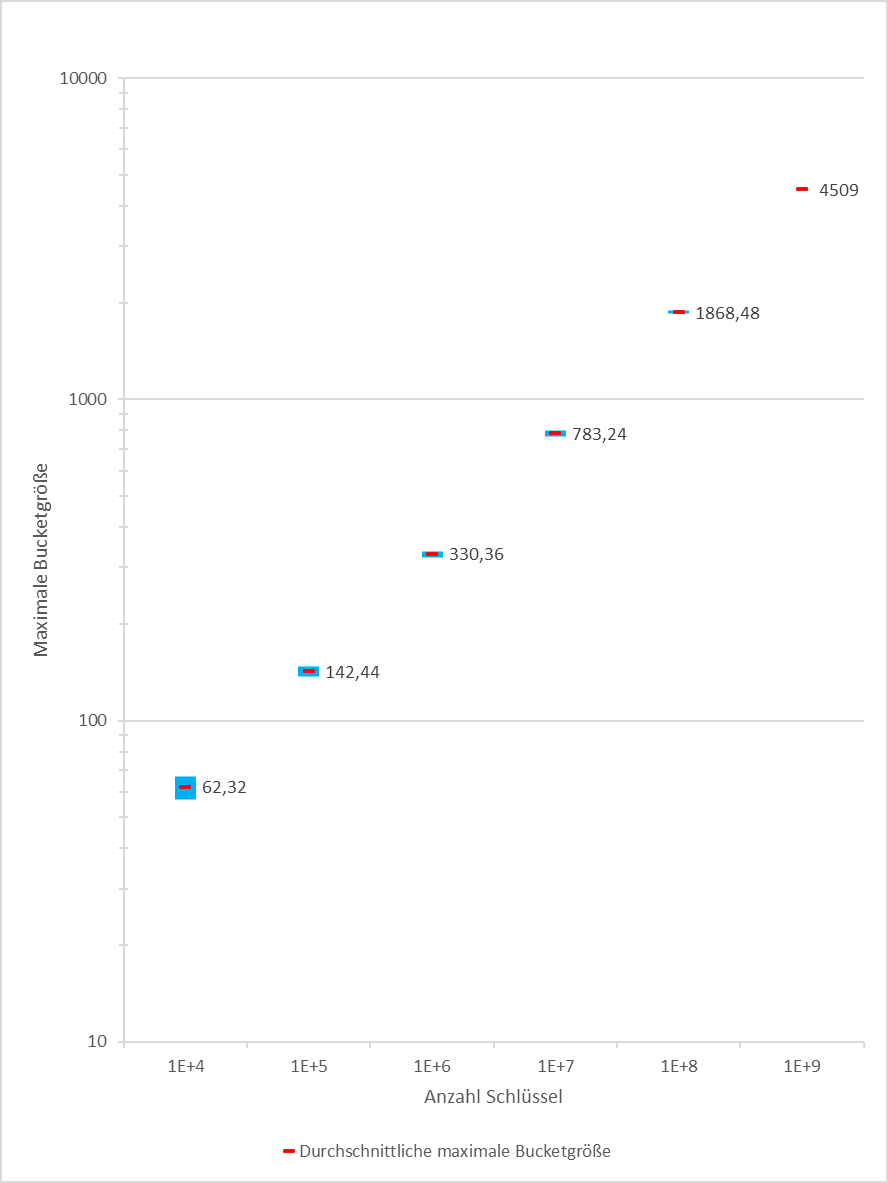 10000
4509
1868,48
1000
783,24
330,36
Maximale Bucketgröße
142,44
100
62,32
10
1E+4 1E+5 1E+6 1E+7 1E+8 1E+9
Anzahl Schlüssel
Durchschnittliche maximale Bucketgröße